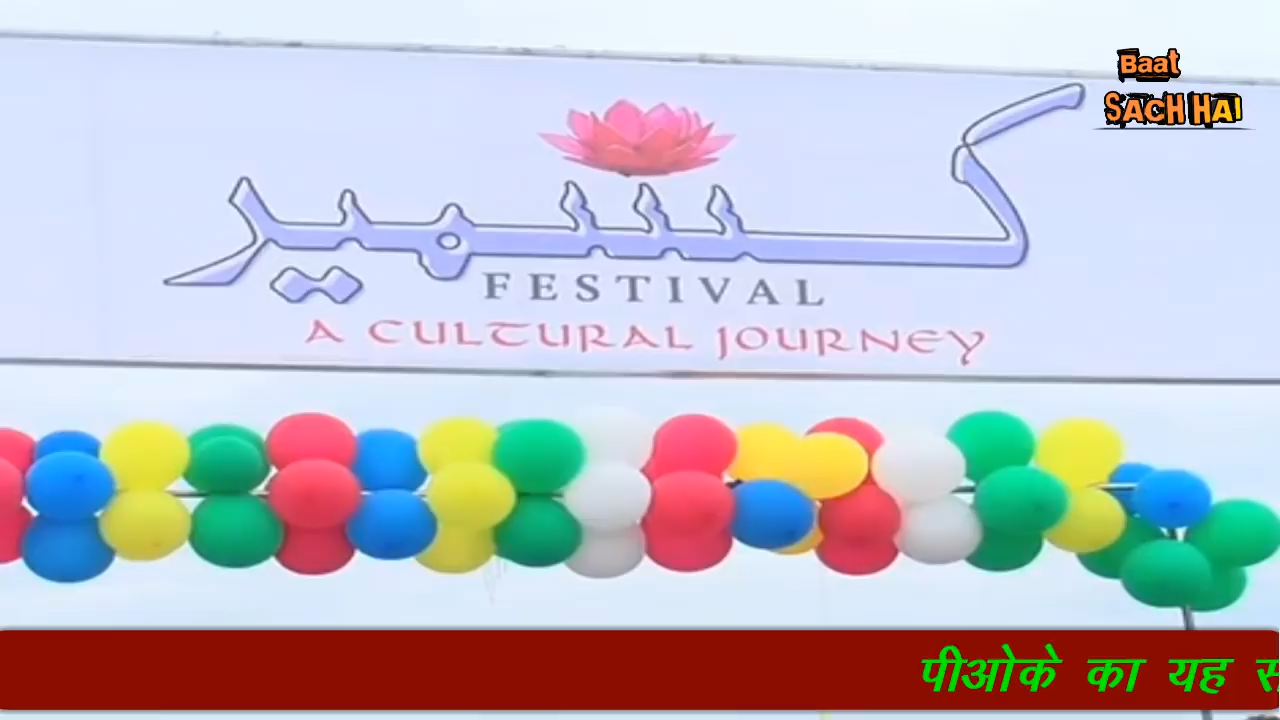 Baat
SACH HAI
کشمیر
FESTIVAL
A CULTURAL JOURNEY
पीओके का यह